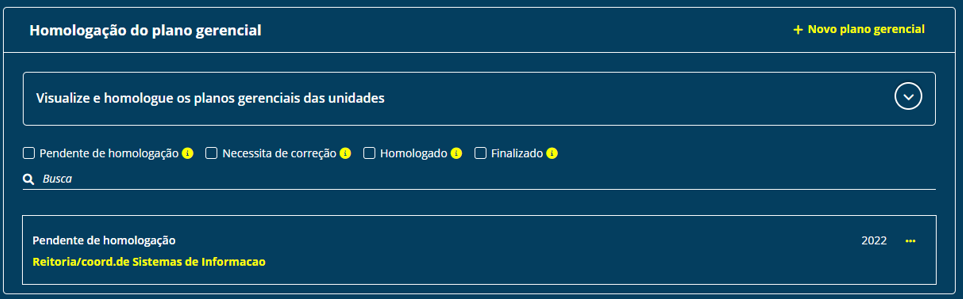 Homologação do plano gerencial
+ Novo plano gerencial
Visualize e homologue os planos gerenciais das unidades
Pendente de homologação Necessita de correção Homologado Finalizado
Busca
Pendente de homologação 2022 ...
Reitoria/coord.de Sistemas de Informacao